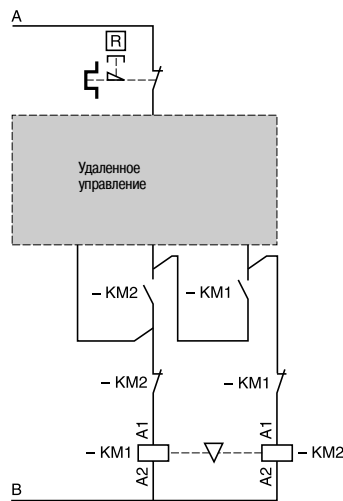 A
R
Удаленное
управление
– KM2
– KM1
– KM2
– KM1
A1
A1
– KM1
– KM2
A2
A2
B